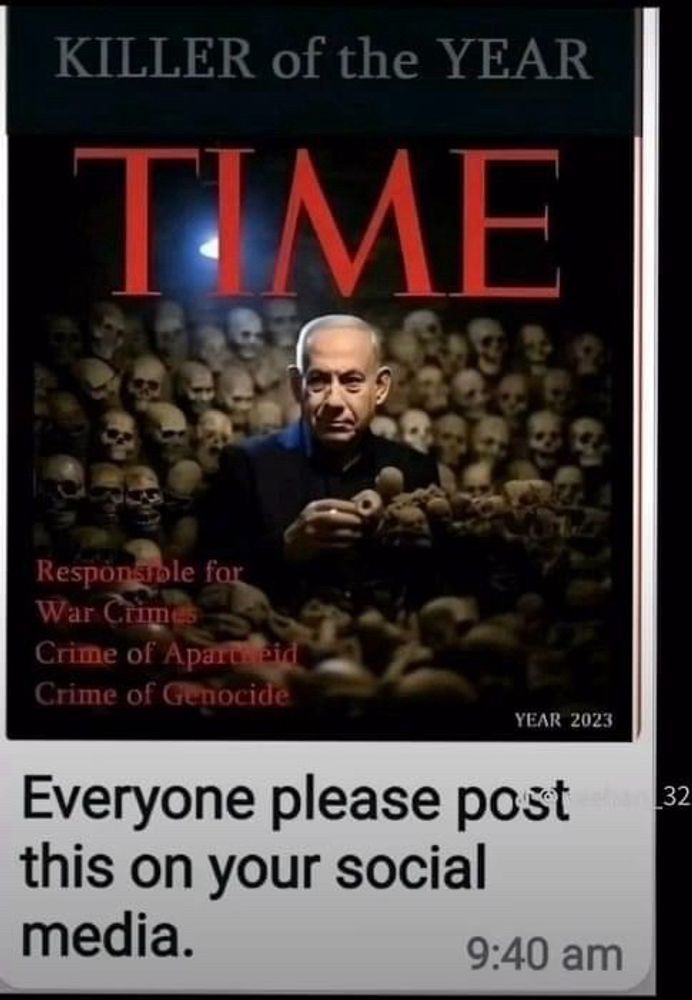 KILLER of the YEAR
TIME
Responsible for
War Crimes
Crime of Apartheid
Crime of Genocide
YEAR 2023
Everyone please post
_32
this on your social
media.
9:40 am